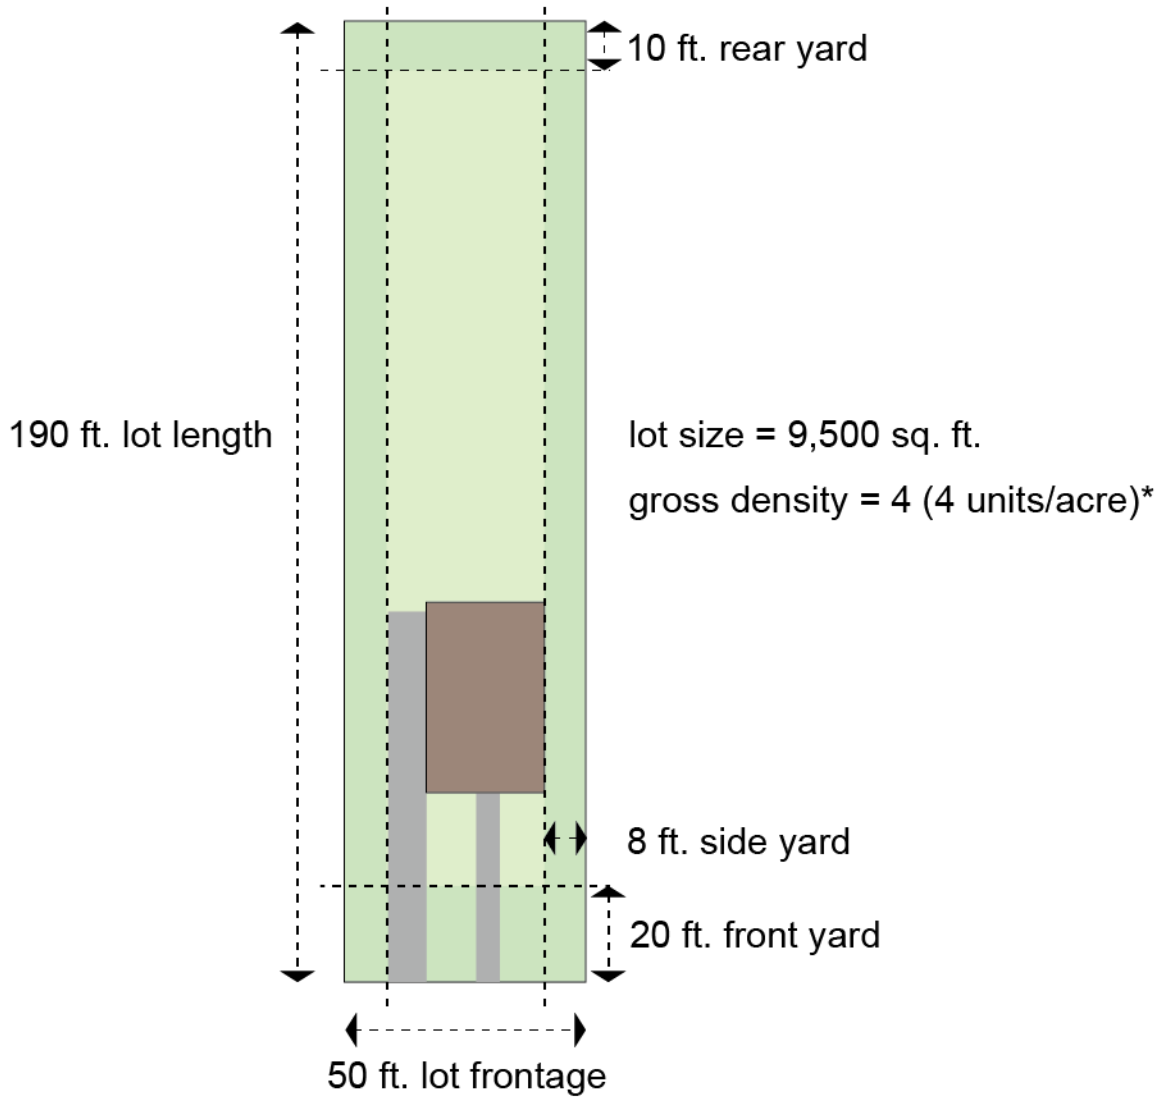 10 ft. rear yard
190 ft. lot length
lot size = 9,500 sq. ft.
gross density = 4 (4 units/acre)*
8 ft. side yard
20 ft. front yard
50 ft. lot frontage